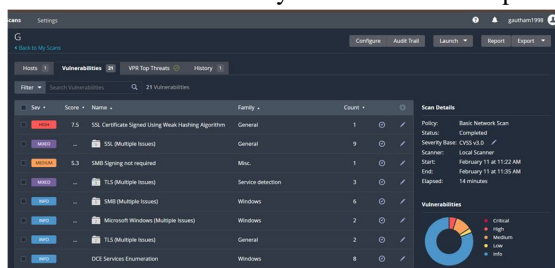 cans Settings gautham1998
G
Back to My Scans Configure Audit Trail Launch Report Export
Hosts 1 Vulnerabilities 21 VPR Top Threats History 1
Filter Search Vulnerabilities 21 Vulnerabilities
Sev Score Name Family Count Scan Details
HIGH 7.5 SSL Certificate Signed Using Weak Hashing Algorithm General 1
MIXED ... SSL (Multiple Issues) General 9
MEDIUM 5.3 SMB Signing not required Misc. 1
MIXED ... TLS (Multiple Issues) Service detection 3
INFO ... SMB (Multiple Issues) Windows 6
INFO ... Microsoft Windows (Multiple Issues) Windows 2
INFO ... TLS (Multiple Issues) General 2
INFO DCE Services Enumeration Windows 8
Policy: Basic Network Scan
Status: Completed
Severity Base: CVSS v3.0
Scanner: Local Scanner
Start: February 11 at 11:22 AM
End: February 11 at 11:35 AM
Elapsed: 14 minutes
Vulnerabilities
Critical
High
Medium
Low
Info